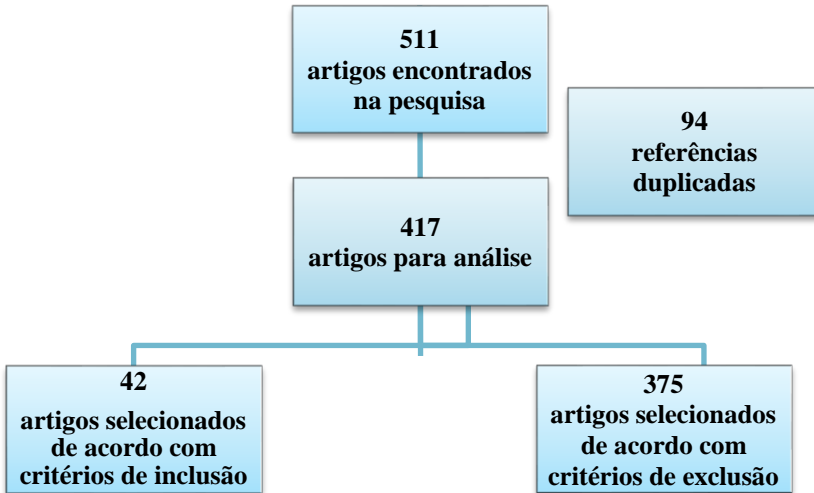 511
artigos encontrados
na pesquisa
94
referências
duplicadas
417
artigos para análise
42
artigos selecionados
de acordo com
critérios de inclusão
375
artigos selecionados
de acordo com
critérios de exclusão